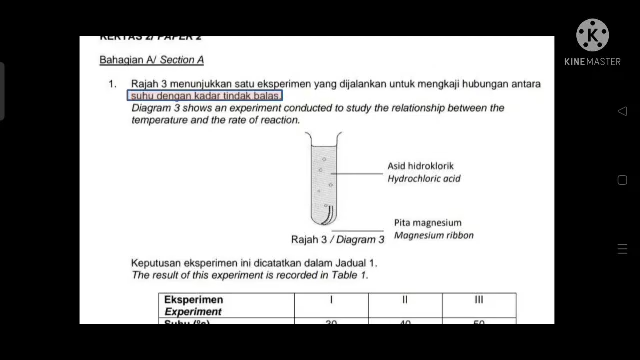 KERTAS 2/ PAPER 2
KINEMASTER
Bahagian A/ Section A
1. Rajah 3 menunjukkan satu eksperimen yang dijalankan untuk mengkaji hubungan antara
suhu dengan kadar tindak balas.
Diagram 3 shows an experiment conducted to study the relationship between the
temperature and the rate of reaction.
Asid hidroklorik
Hydrochloric acid
Pita magnesium
Magnesium ribbon
Rajah 3 / Diagram 3
Keputusan eksperimen ini dicatatkan dalam Jadual 1.
The result of this experiment is recorded in Table 1.
Eksperimen I II III
Experiment
Suhu (°c) 30 40 50